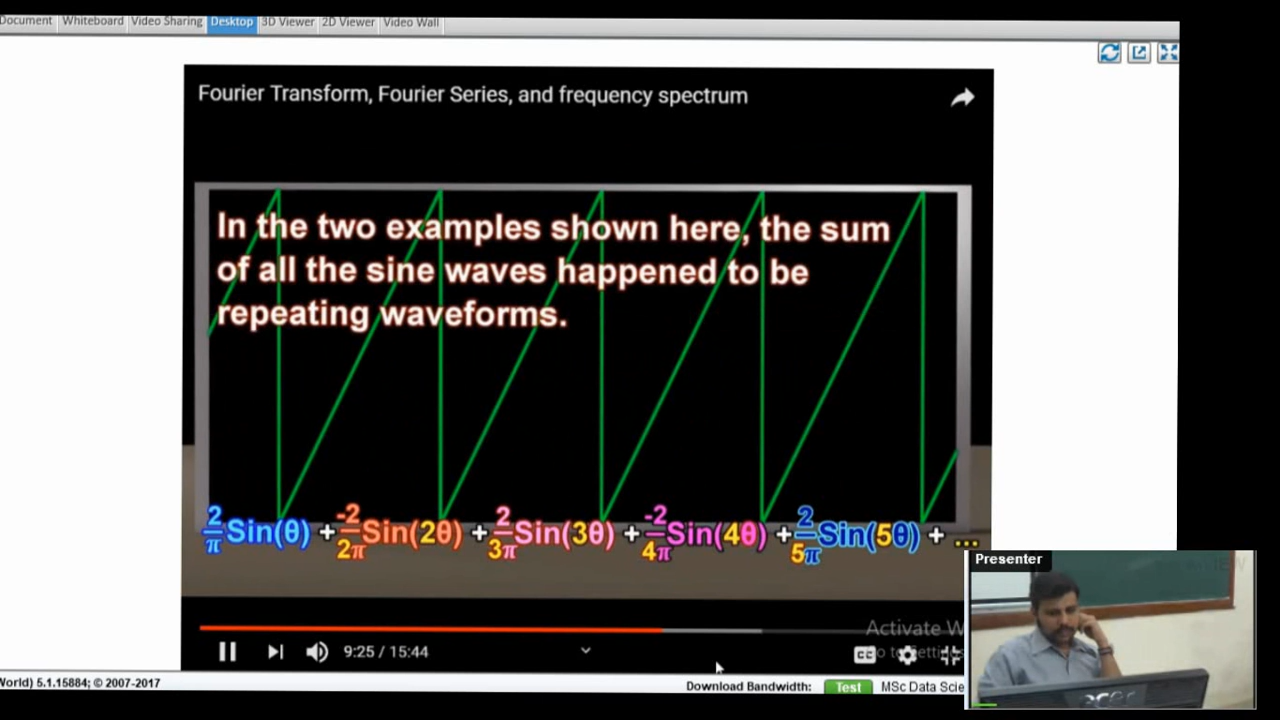 Document Whiteboard Video Sharing Desktop 3D Viewer 2D Viewer Video Wall
Fourier Transform, Fourier Series, and frequency spectrum
In the two examples shown here, the sum
of all the sine waves happened to be
repeating waveforms.
2/π Sin(θ) + -2/2π Sin(2θ) + 2/3π Sin(3θ) + -2/4π Sin(4θ) + 2/5π Sin(5θ) + ...
Presenter
Activate W
9:25 / 15:44
CC
World) 5.1.15884; © 2007-2017
Download Bandwidth: Test MSc Data Scie
acer